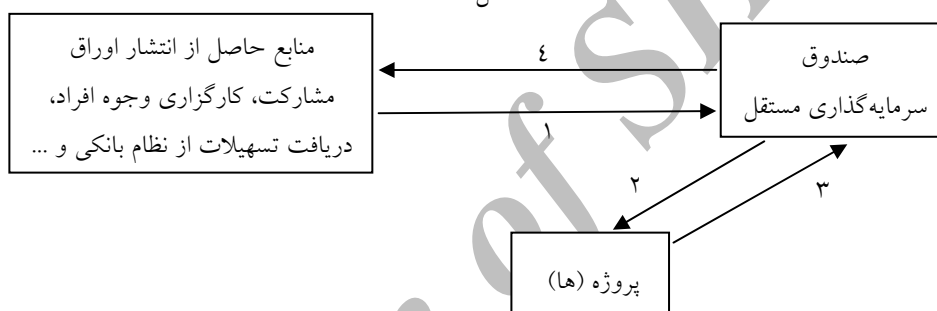 منابع حاصل از انتشار اوراق
مشارکت، کارگزاری وجوه افراد،
دریافت تسهیلات از نظام بانکی و ...
صندوق
سرمایه‌گذاری مستقل
٤
١
٢
٣
پروژه (ها)